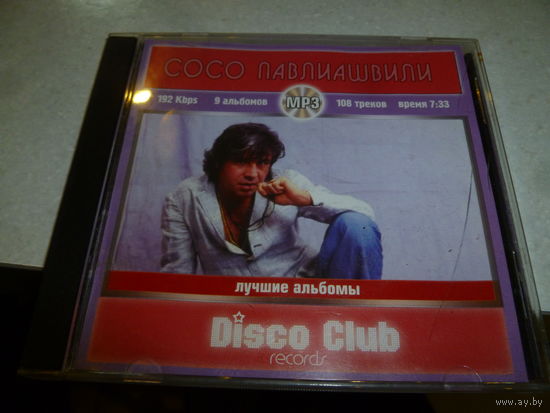 СОСО ПАВЛИАШВИЛИ
192 Kbps 9 альбомов MP3 108 треков время 7:33
лучшие альбомы
Disco Club
records
www.ay.by